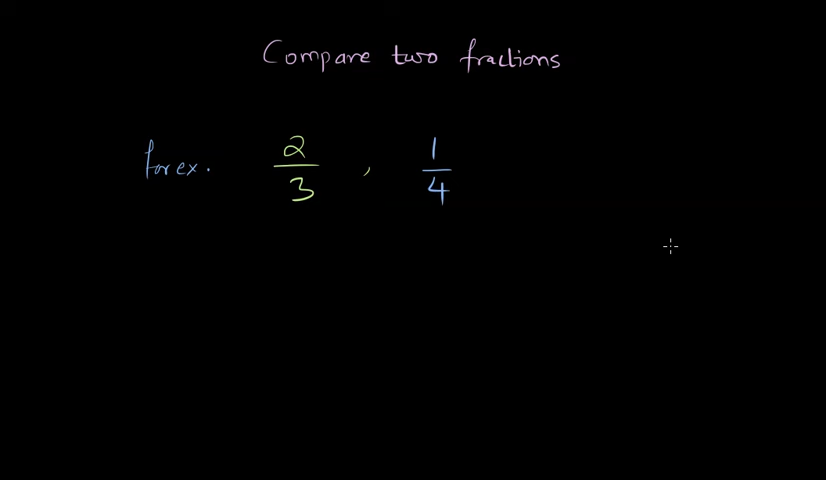 Compare two fractions
for ex. 2/3 , 1/4